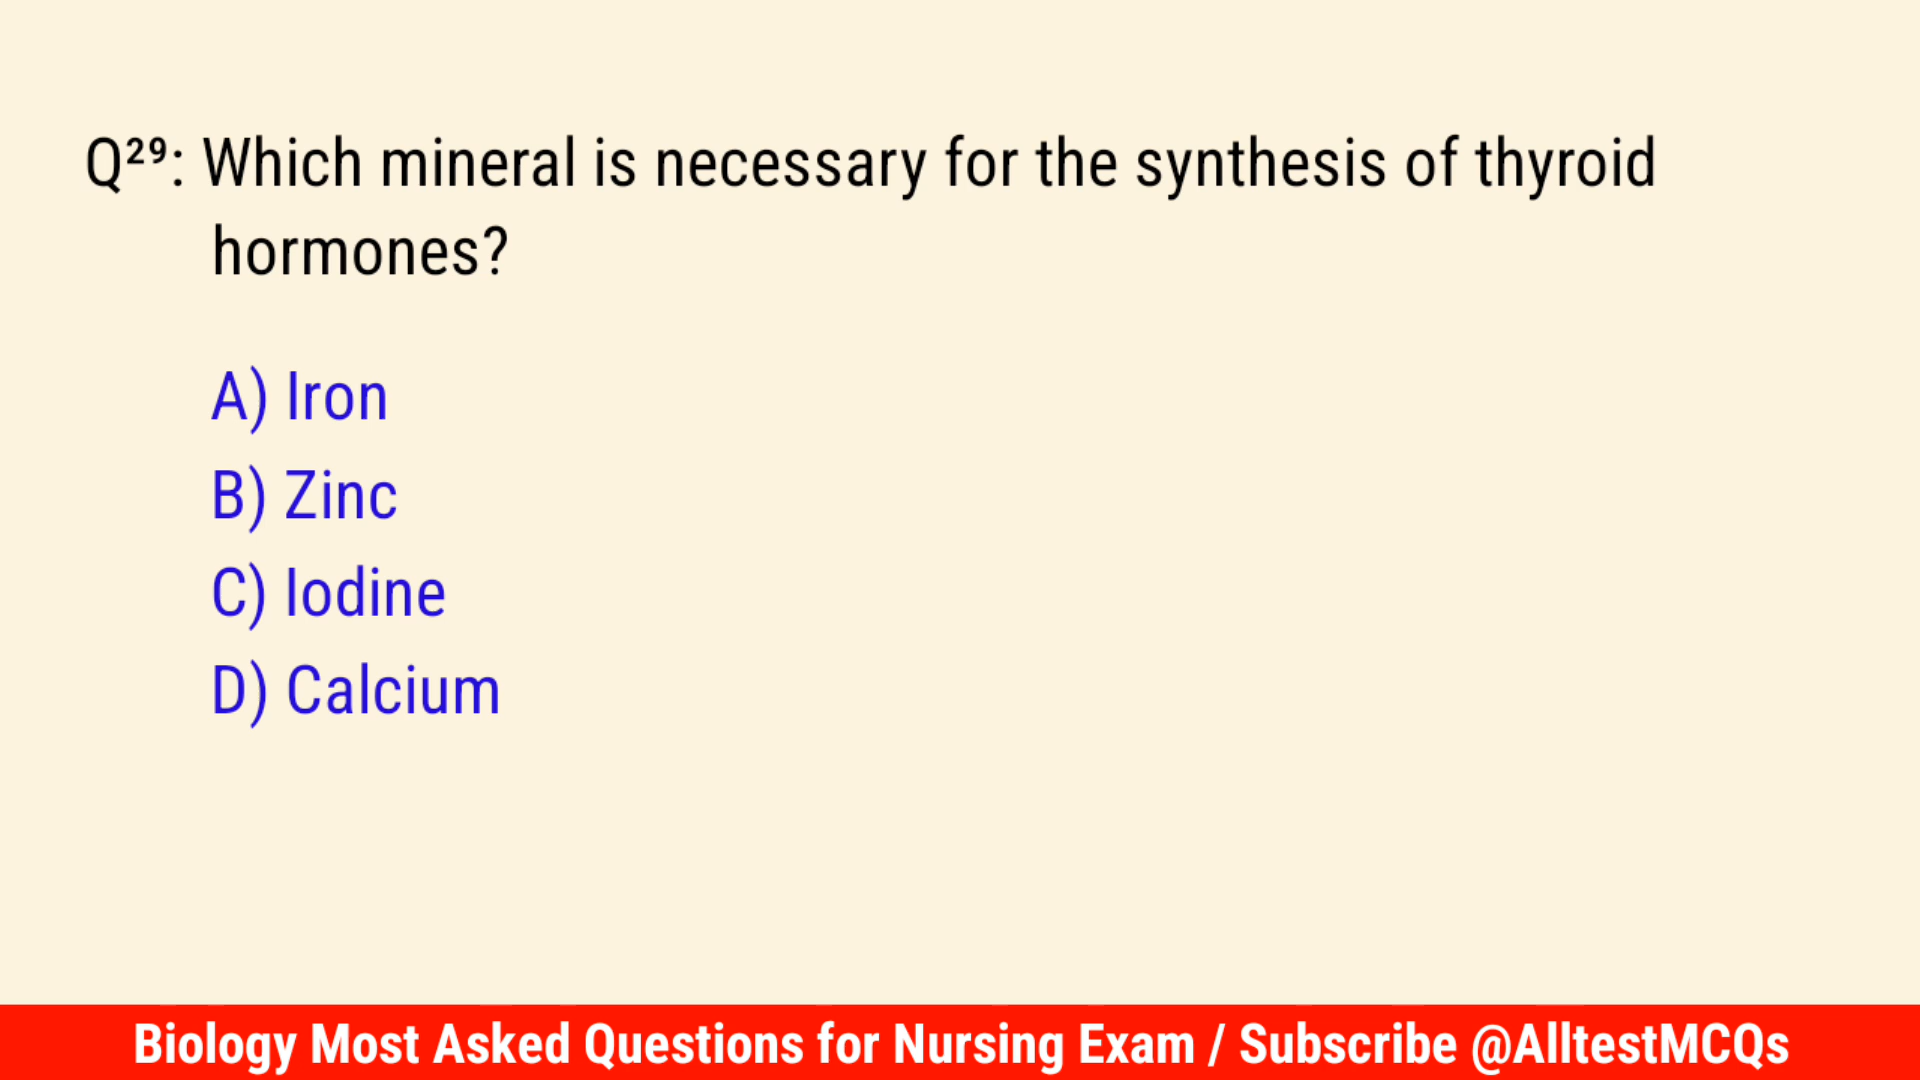 Q²⁹: Which mineral is necessary for the synthesis of thyroid
hormones?
A) Iron
B) Zinc
C) Iodine
D) Calcium
Biology Most Asked Questions for Nursing Exam / Subscribe @AlltestMCQs